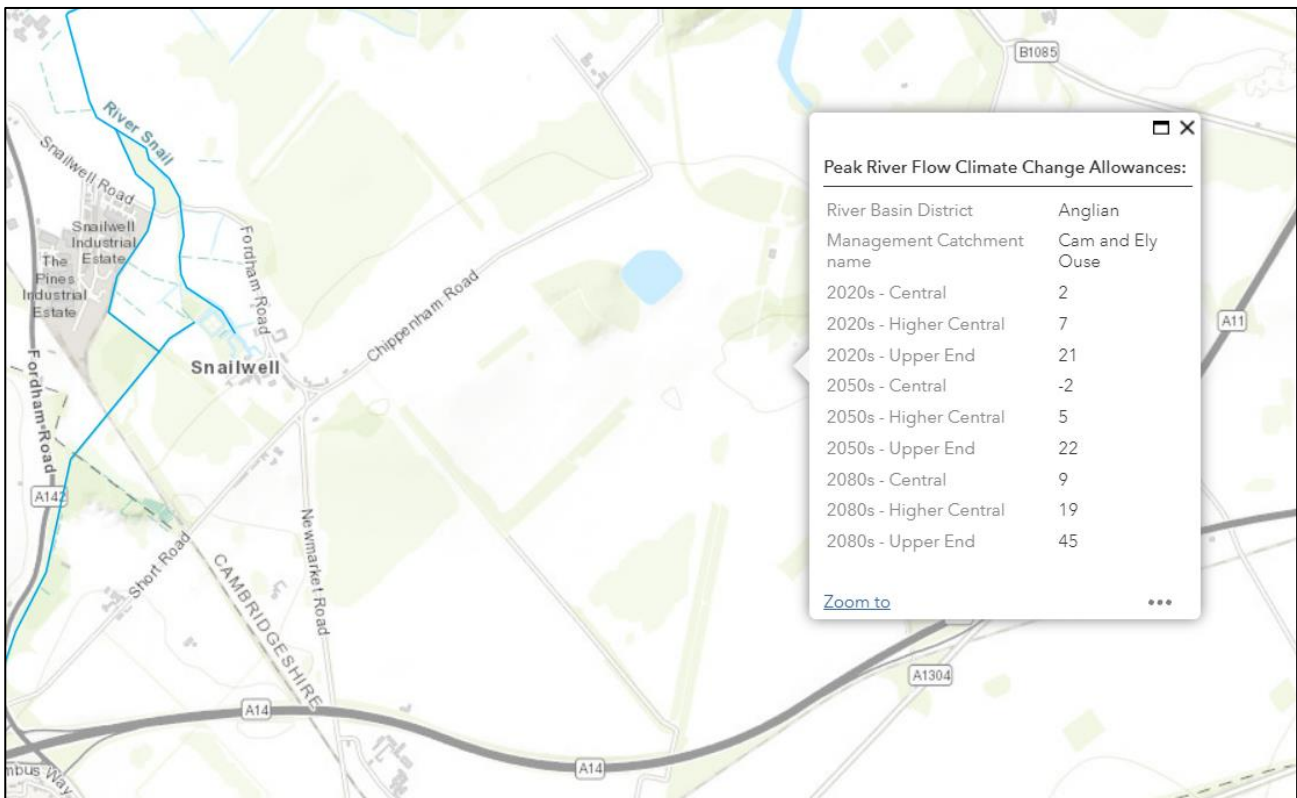 B1085
River Snail
Snailwell Road
Snailwell
Industrial
Estate
The
Pines
Industrial
Estate
Fordham Road
Chippenham Road
Snailwell
Fordham Road
A142
Short Road
Newmarket Road
CAMBRIDGESHIRE
A14
A14
A1304
A11
Way
Peak River Flow Climate Change Allowances:
River Basin District Anglian
Management Catchment Cam and Ely
name Ouse
2020s - Central 2
2020s - Higher Central 7
2020s - Upper End 21
2050s - Central -2
2050s - Higher Central 5
2050s - Upper End 22
2080s - Central 9
2080s - Higher Central 19
2080s - Upper End 45
Zoom to